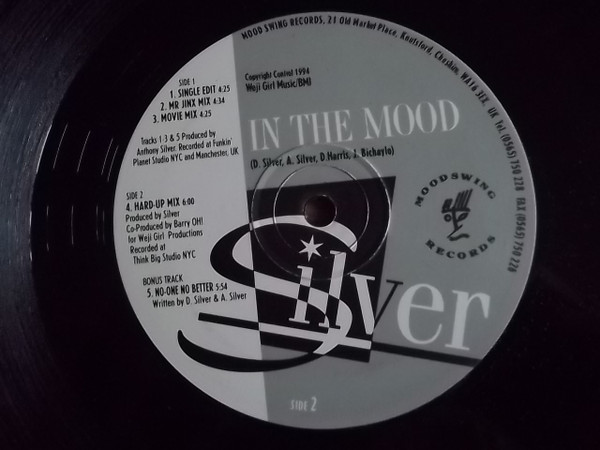 MOOD SWING RECORDS, 21 Old Market Place, Knutsford, Cheshire, WA16 3EX, UK Tel (0565) 750 228 FAX (0565) 750 226
SIDE 1
1. SINGLE EDIT 4:25
2. MR JINX MIX 4:34
3. MOVIE MIX 4:25
Tracks 1-3 & 5 Produced by
Anthony Silver. Recorded at Funkin'
Planet Studio NYC and Manchester, UK
SIDE 2
4. HARD-UP MIX 6:00
Produced by Silver
Co-Produced by Barry OH!
for Weji Girl Productions
Recorded at
Think Big Studio NYC
BONUS TRACK
5. NO-ONE NO BETTER 5:54
Written by D. Silver & A. Silver
Copyright Control 1994
Weji Girl Music/BMI
IN THE MOOD
(D. Silver, A. Silver, D.Harris, J. Bichaylo)
MOODSWING
RECORDS
Silver
SIDE 2